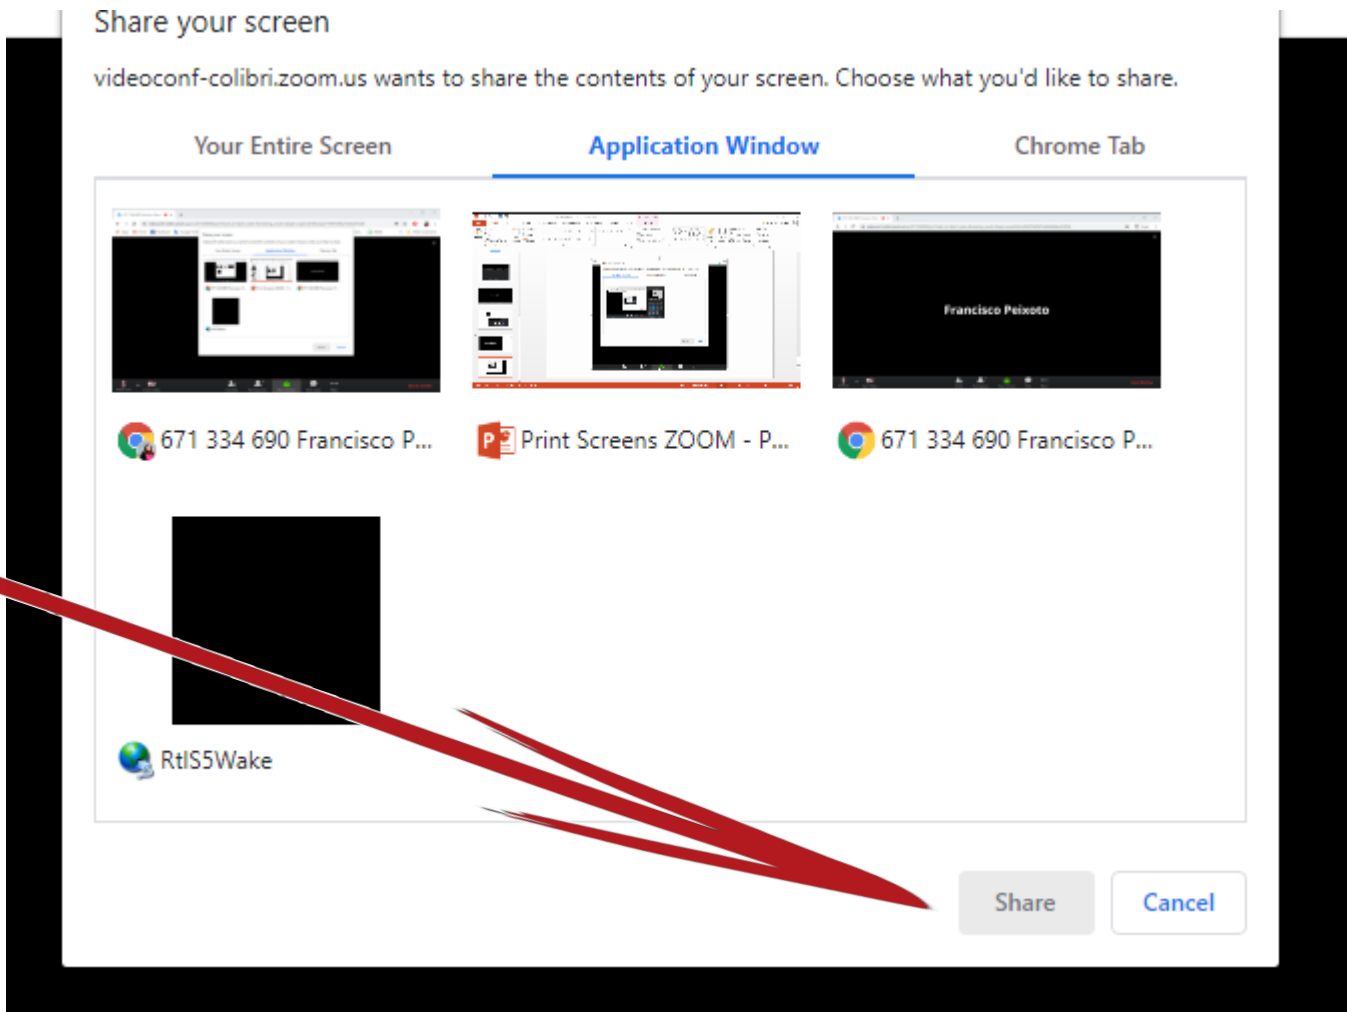 Share your screen
videoconf-colibri.zoom.us wants to share the contents of your screen. Choose what you'd like to share.
Your Entire Screen
Application Window
Chrome Tab
Francisco Peixoto
671 334 690 Francisco P...
Print Screens ZOOM - P...
671 334 690 Francisco P...
RtIS5Wake
Share
Cancel